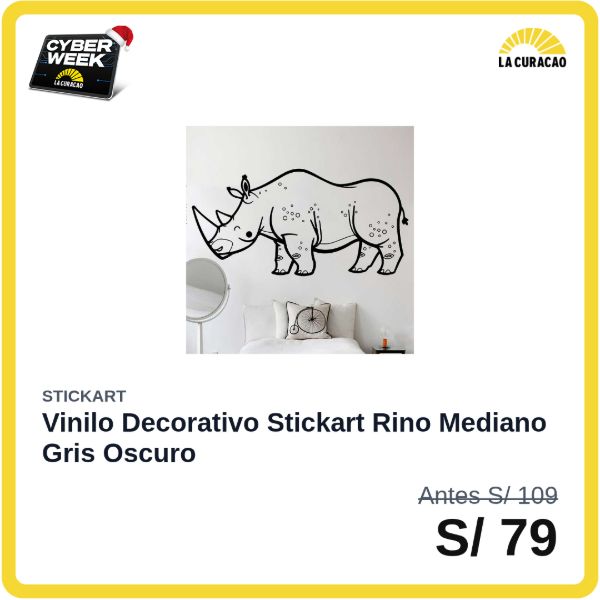 CYBER
WEEK
LA CURACAO
LA CURACAO
STICKART
Vinilo Decorativo Stickart Rino Mediano
Gris Oscuro
Antes S/ 109
S/ 79